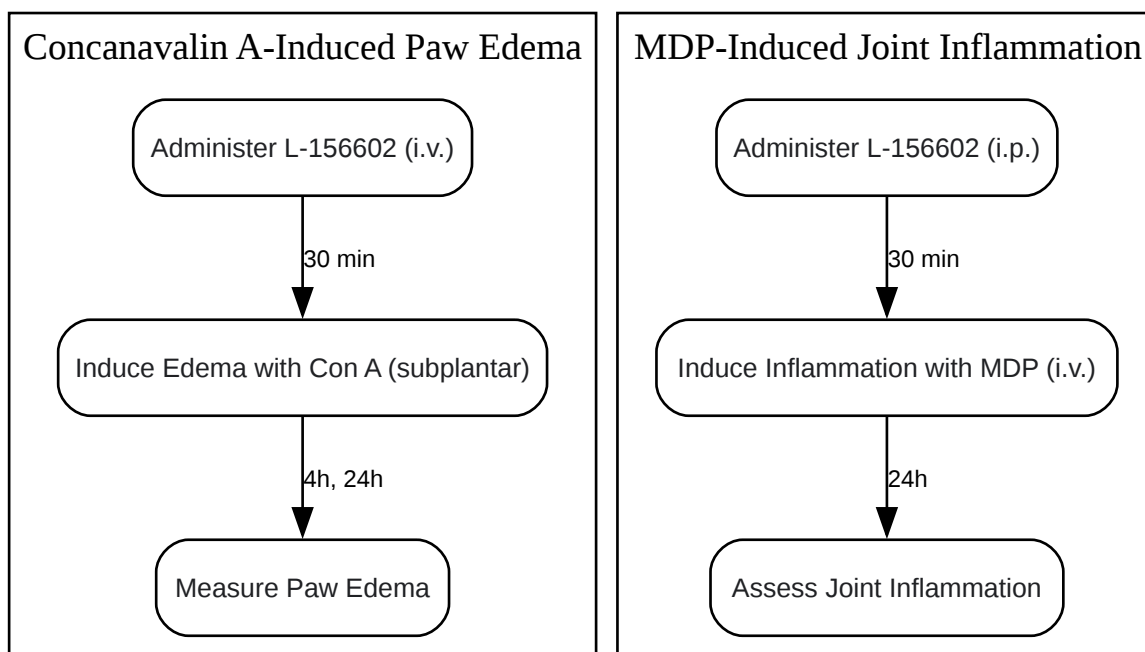 Concanavalin A-Induced Paw Edema
Administer L-156602 (i.v.)
30 min
Induce Edema with Con A (subplantar)
4h, 24h
Measure Paw Edema
MDP-Induced Joint Inflammation
Administer L-156602 (i.p.)
30 min
Induce Inflammation with MDP (i.v.)
24h
Assess Joint Inflammation